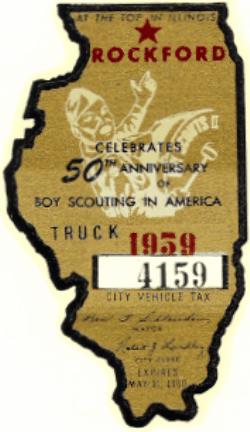 AT THE TOP IN ILLINOIS
ROCKFORD
CELEBRATES
50TH ANNIVERSARY
OF
BOY SCOUTING IN AMERICA
TRUCK 1959
4159
CITY VEHICLE TAX
MAYOR
CITY CLERK
EXPIRES
MAY 31, 1960